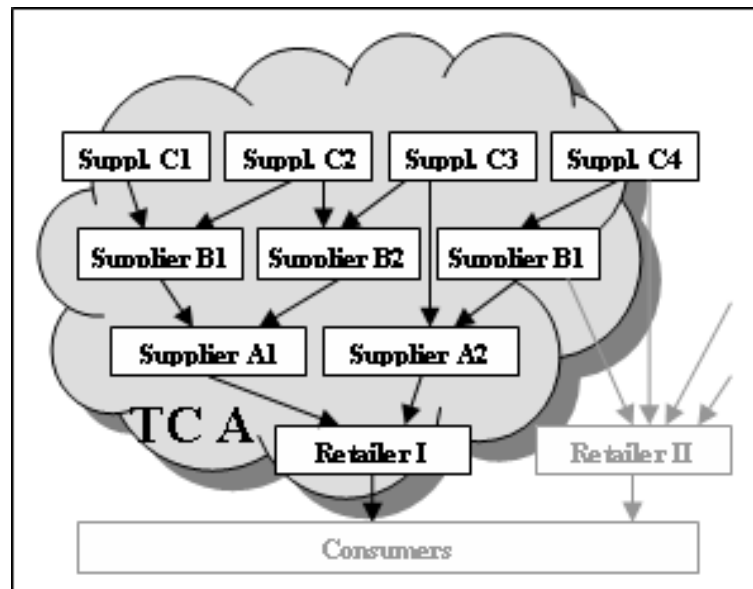 Suppl. C1
Suppl. C2
Suppl. C3
Suppl. C4
Supplier B1
Supplier B2
Supplier B1
Supplier A1
Supplier A2
TC A
Retailer I
Retailer II
Consumers